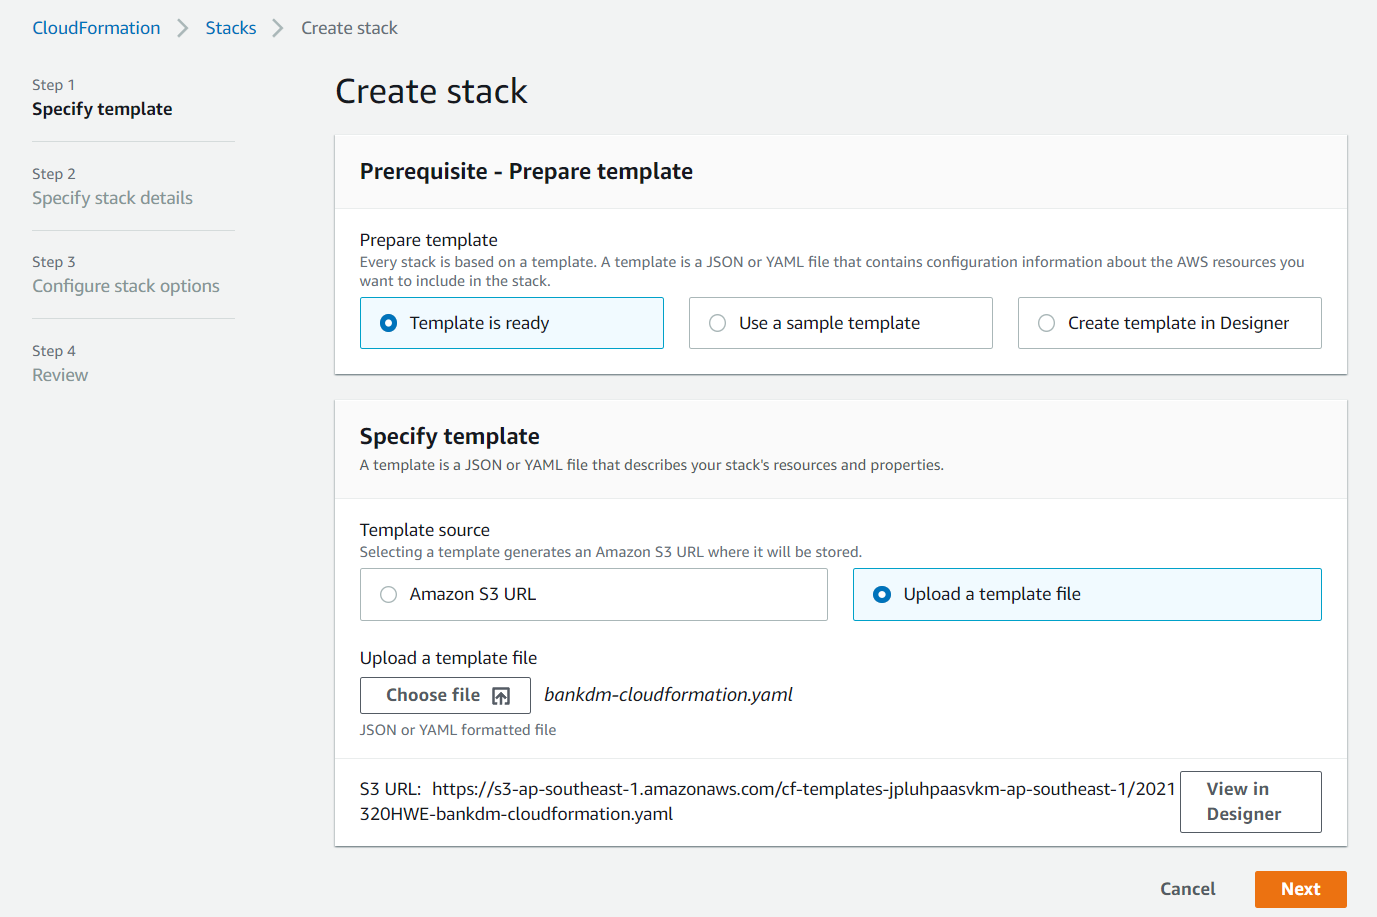 CloudFormation > Stacks > Create stack
Step 1
Specify template
Step 2
Specify stack details
Step 3
Configure stack options
Step 4
Review
Create stack
Prerequisite - Prepare template
Prepare template
Every stack is based on a template. A template is a JSON or YAML file that contains configuration information about the AWS resources you
want to include in the stack.
Template is ready
Use a sample template
Create template in Designer
Specify template
A template is a JSON or YAML file that describes your stack's resources and properties.
Template source
Selecting a template generates an Amazon S3 URL where it will be stored.
Amazon S3 URL
Upload a template file
Upload a template file
Choose file
bankdm-cloudformation.yaml
JSON or YAML formatted file
S3 URL: https://s3-ap-southeast-1.amazonaws.com/cf-templates-jpluhpaasvkm-ap-southeast-1/2021
320HWE-bankdm-cloudformation.yaml
View in
Designer
Cancel
Next